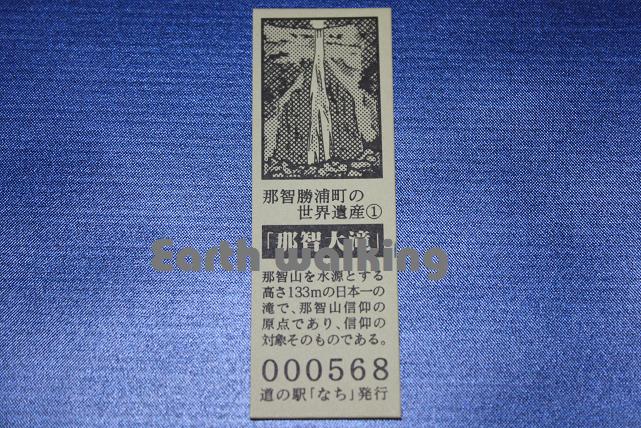 那智勝浦町の
世界遺産①
「那智大滝」
Earth walking
那智山を水源とする
高さ133mの日本一の
滝で、那智山信仰の
原点であり、信仰の
対象そのものである。
000568
道の駅「なち」発行